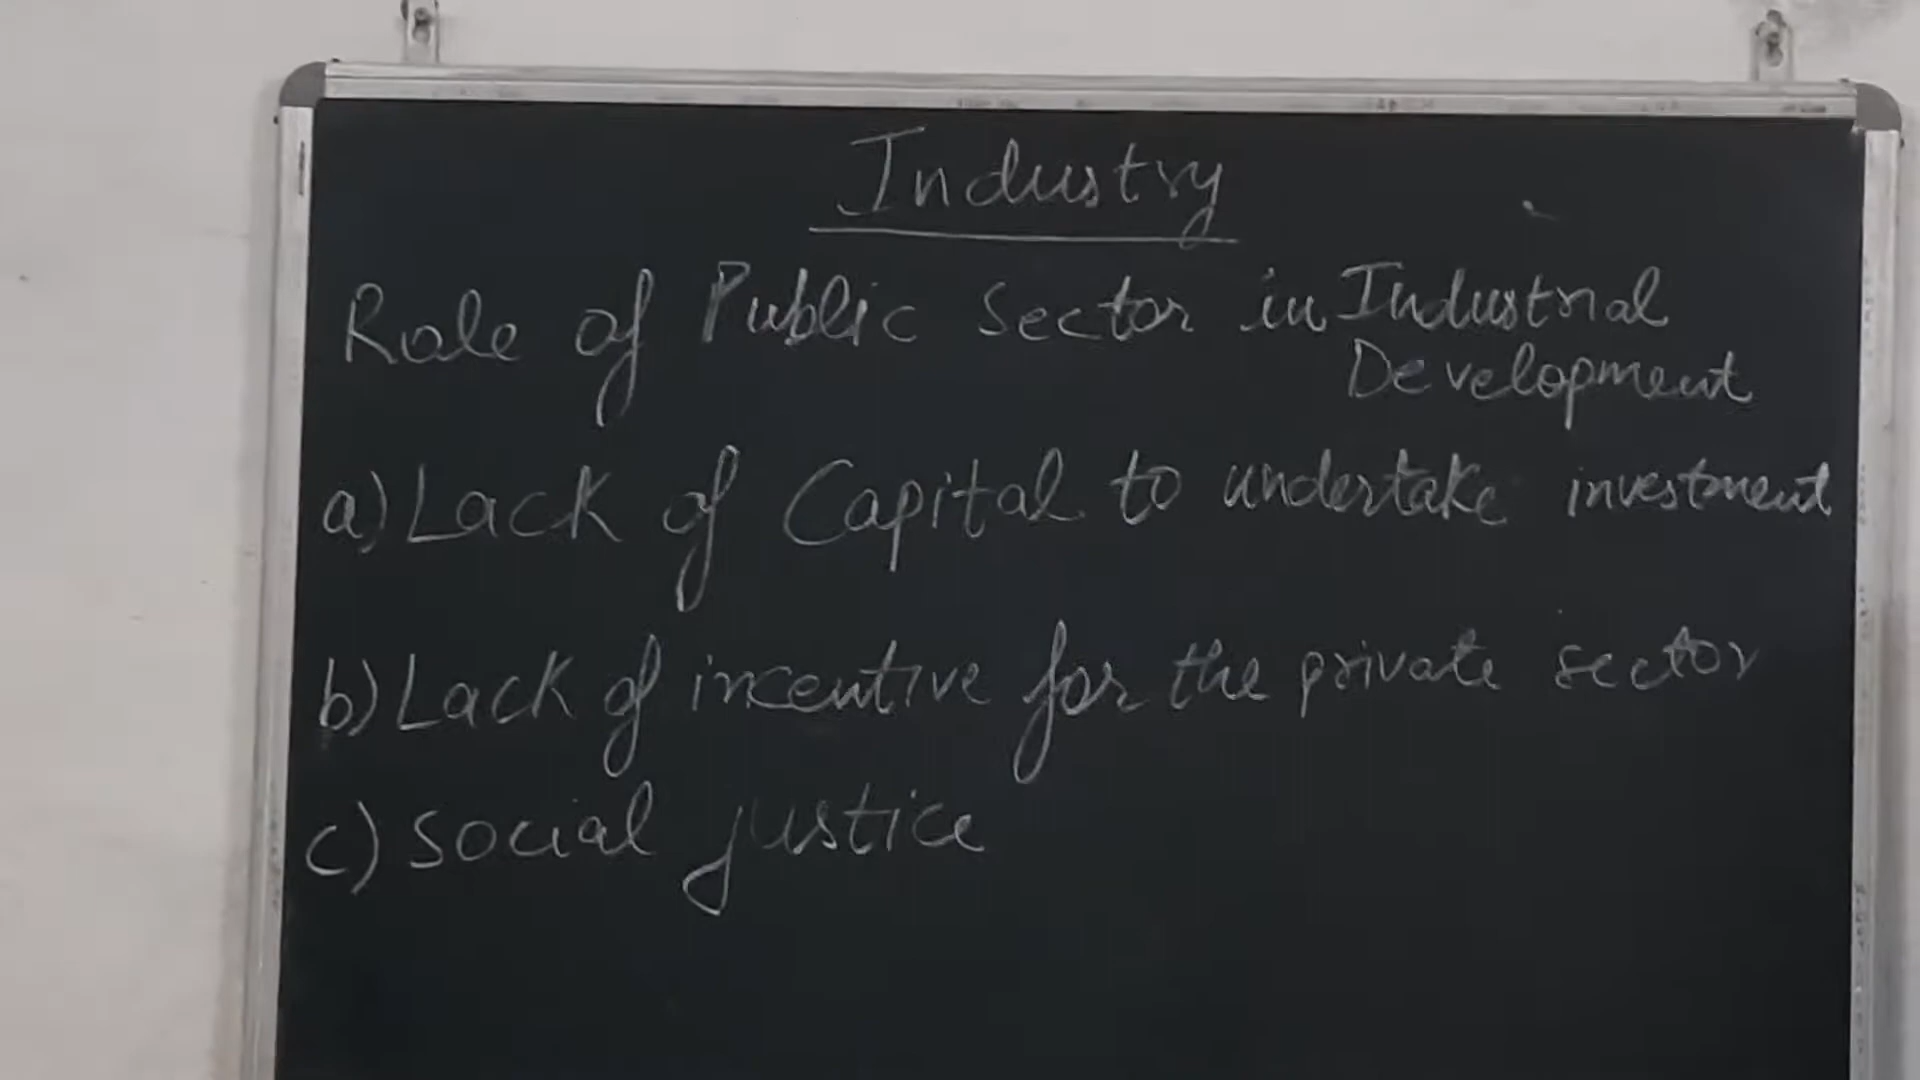 Industry
Role of Public Sector in Industrial
Development
a) Lack of Capital to undertake investment
b) Lack of incentive for the private sector
c) Social justice